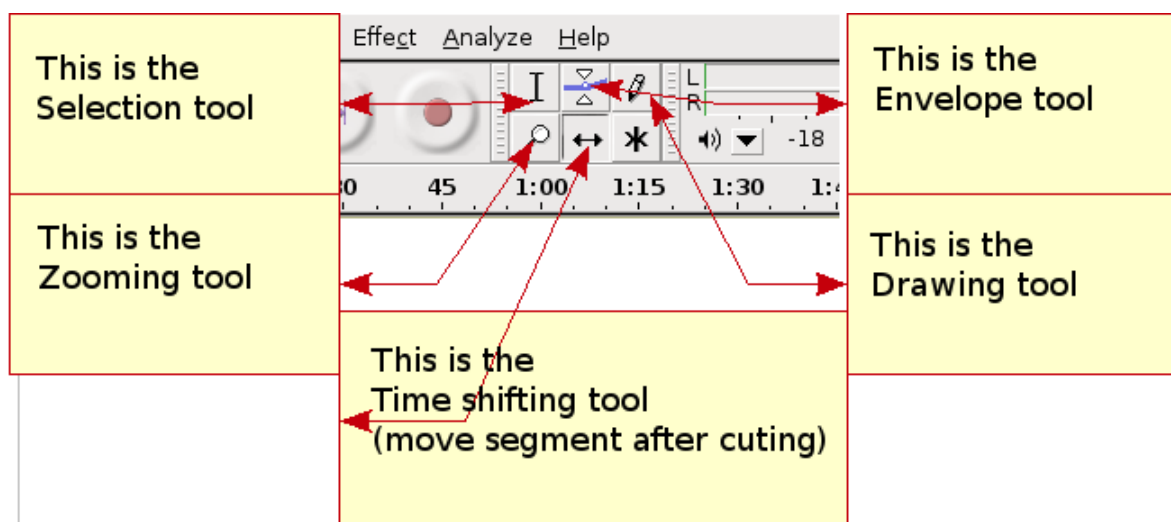 This is the
Selection tool
Effect Analyze Help
This is the
Envelope tool
L
R
-18
45 1:00 1:15 1:30
This is the
Zooming tool
This is the
Drawing tool
This is the
Time shifting tool
(move segment after cuting)